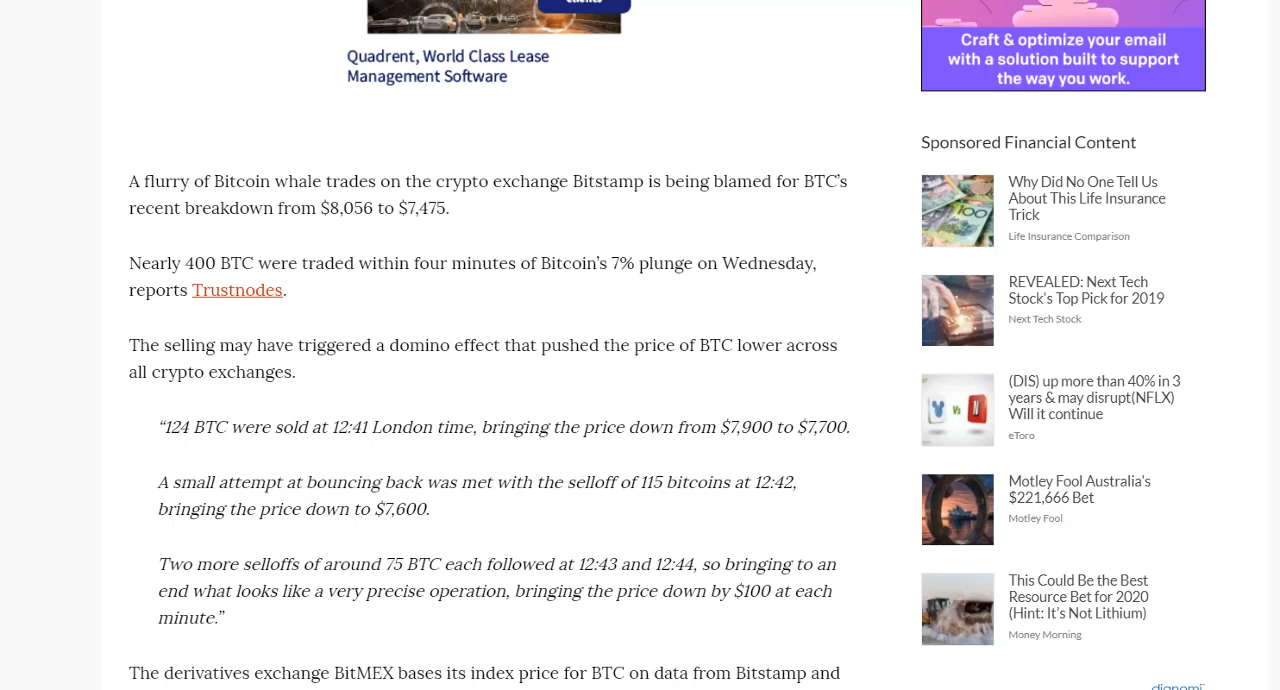 Quadrent, World Class Lease
Management Software
Craft & optimize your email
with a solution built to support
the way you work.
A flurry of Bitcoin whale trades on the crypto exchange Bitstamp is being blamed for BTC’s
recent breakdown from $8,056 to $7,475.
Nearly 400 BTC were traded within four minutes of Bitcoin’s 7% plunge on Wednesday,
reports Trustnodes.
The selling may have triggered a domino effect that pushed the price of BTC lower across
all crypto exchanges.
“124 BTC were sold at 12:41 London time, bringing the price down from $7,900 to $7,700.
A small attempt at bouncing back was met with the selloff of 115 bitcoins at 12:42,
bringing the price down to $7,600.
Two more selloffs of around 75 BTC each followed at 12:43 and 12:44, so bringing to an
end what looks like a very precise operation, bringing the price down by $100 at each
minute.”
The derivatives exchange BitMEX bases its index price for BTC on data from Bitstamp and
Sponsored Financial Content
Why Did No One Tell Us
About This Life Insurance
Trick
Life Insurance Comparison
REVEALED: Next Tech
Stock's Top Pick for 2019
Next Tech Stock
(DIS) up more than 40% in 3
years & may disrupt(NFLX)
Will it continue
eToro
Motley Fool Australia's
$221,666 Bet
Motley Fool
This Could Be the Best
Resource Bet for 2020
(Hint: It’s Not Lithium)
Money Morning